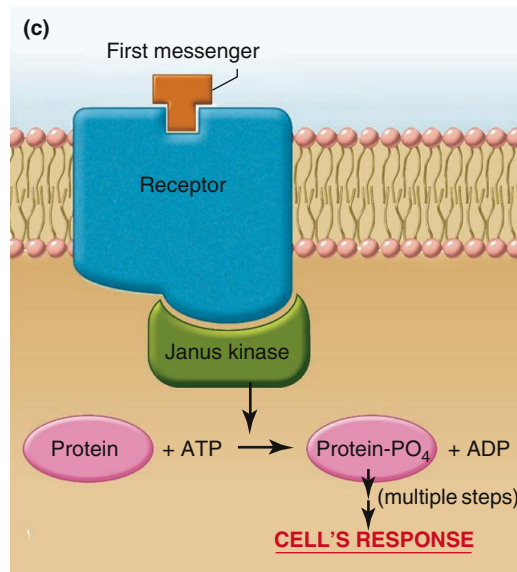 (c)
First messenger
Receptor
Janus kinase
Protein + ATP Protein-PO₄ + ADP
(multiple steps)
CELL'S RESPONSE